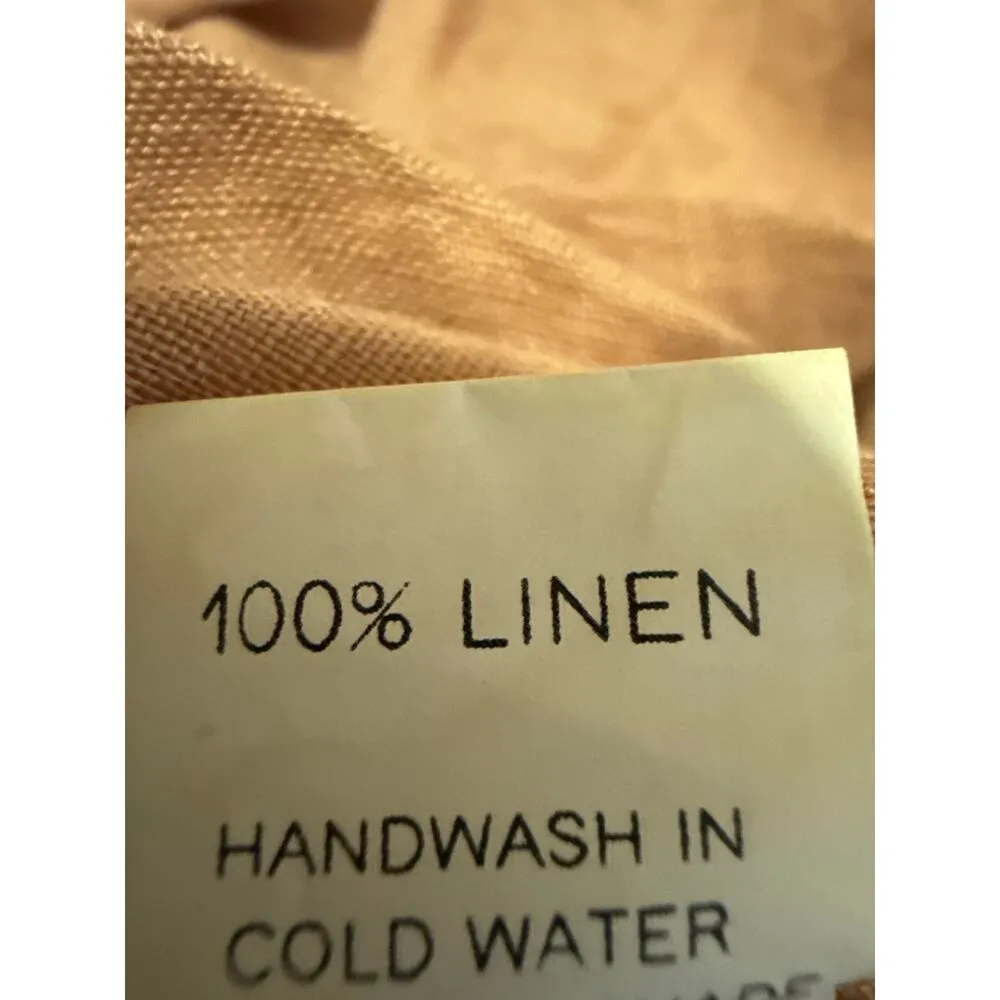 100% LINEN
HANDWASH IN
COLD WATER